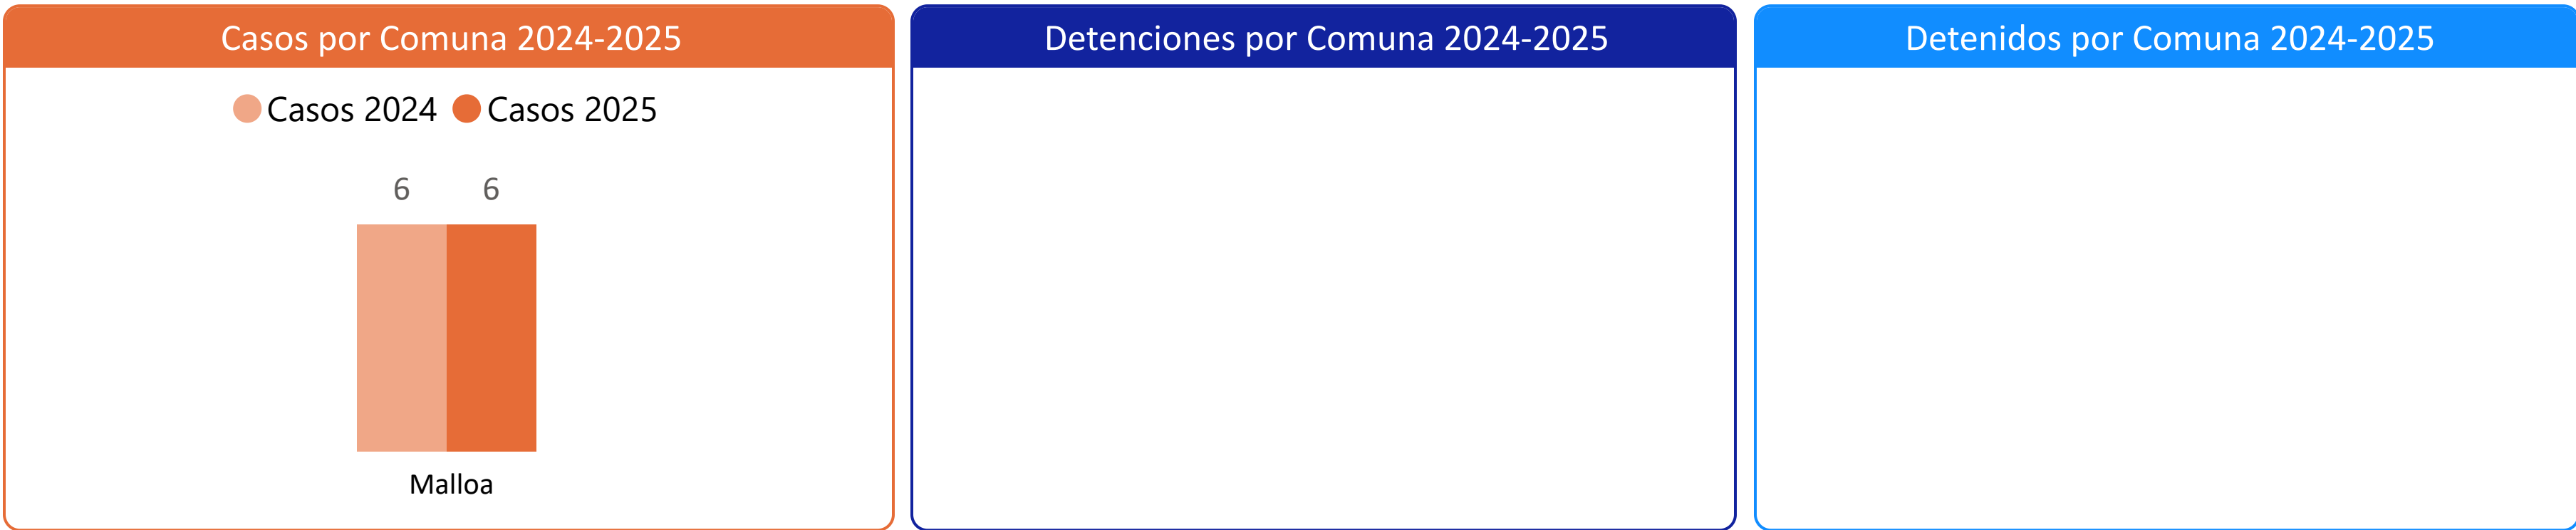 Casos por Comuna 2024-2025
Casos 2024 Casos 2025
6 6
Malloa
Detenciones por Comuna 2024-2025
Detenidos por Comuna 2024-2025